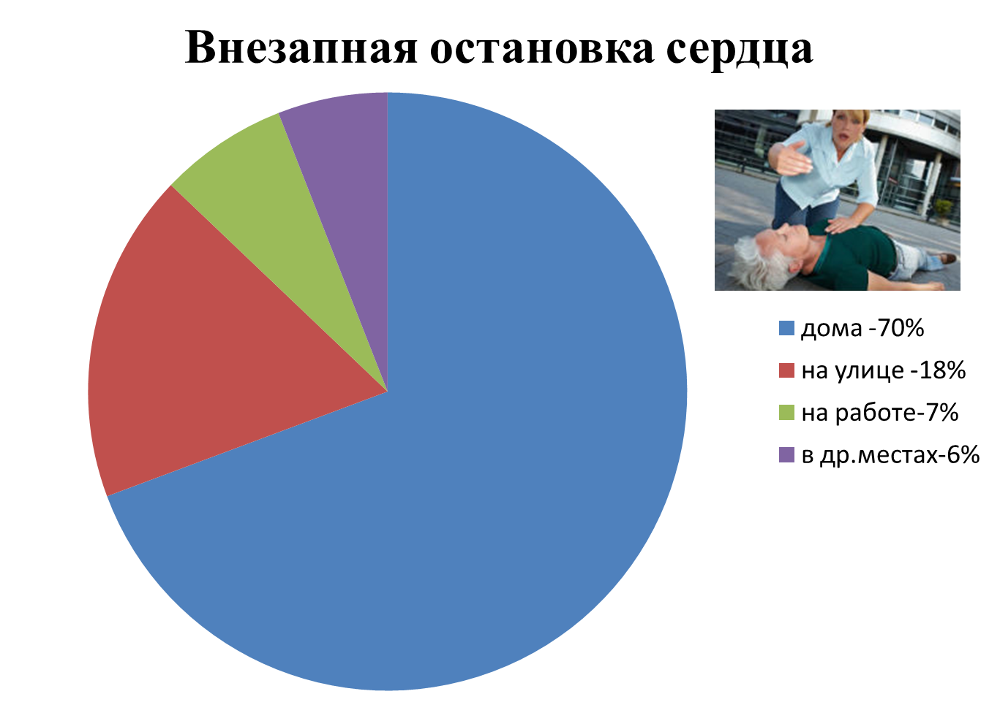 Внезапная остановка сердца
дома -70%
на улице -18%
на работе-7%
в др.местах-6%